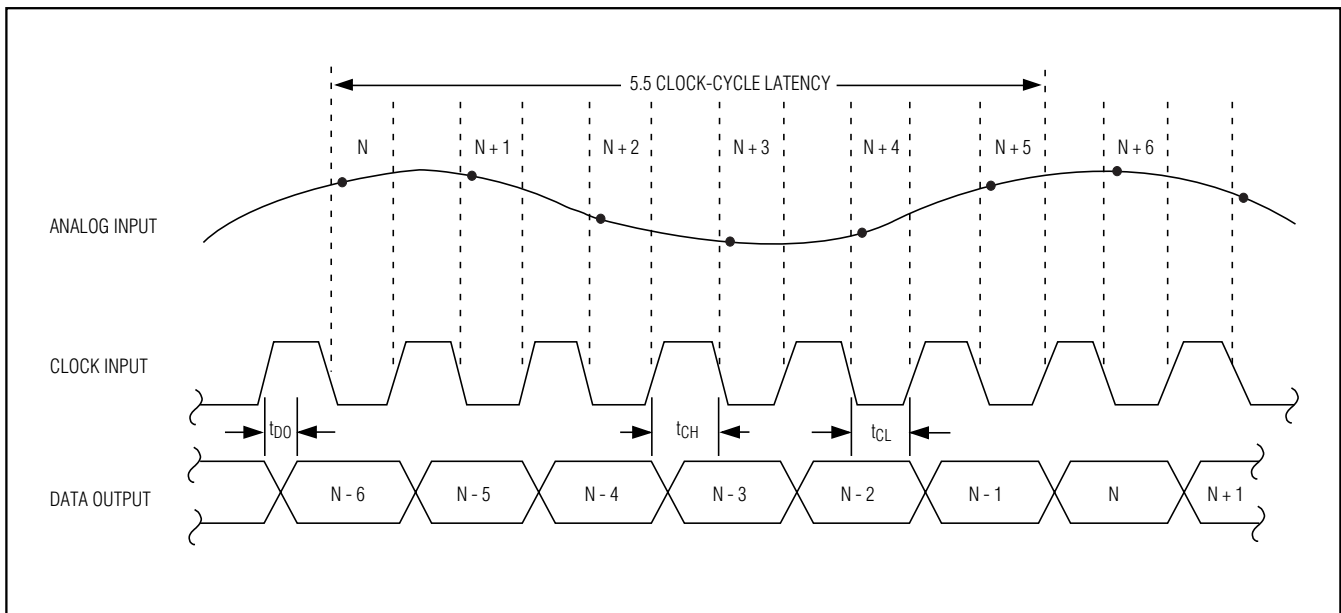 5.5 CLOCK-CYCLE LATENCY
N N + 1 N + 2 N + 3 N + 4 N + 5 N + 6
ANALOG INPUT
CLOCK INPUT
tDO tCH tCL
DATA OUTPUT N - 6 N - 5 N - 4 N - 3 N - 2 N - 1 N N + 1